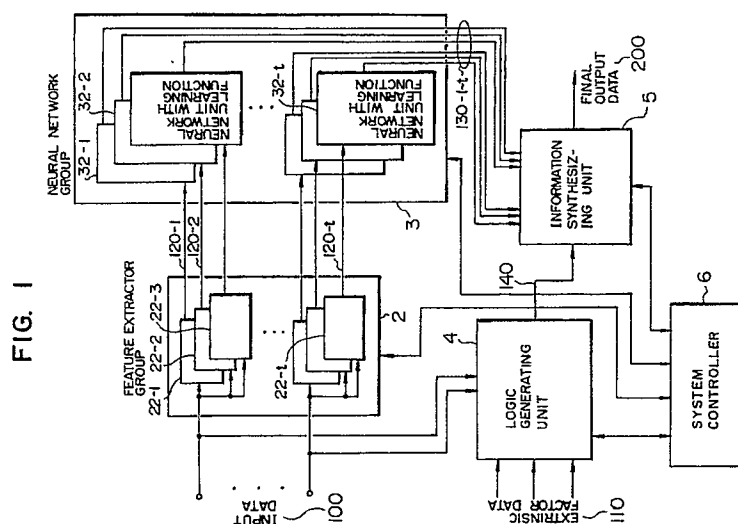 FIG. 1
NEURAL NETWORK
GROUP
32-1
32-2
NEURAL
NETWORK
UNIT WITH
LEARNING
FUNCTION
32-t
NEURAL
NETWORK
UNIT WITH
LEARNING
FUNCTION
3
130-1-t
120-1
120-2
120-t
FEATURE EXTRACTOR
GROUP
22-1
22-2
22-3
22-t
2
INPUT
DATA
100
EXTRINSIC
FACTOR DATA
110
4
LOGIC
GENERATING
UNIT
140
INFORMATION
SYNTHESIZ-
ING UNIT
5
FINAL
OUTPUT
DATA
200
6
SYSTEM
CONTROLLER